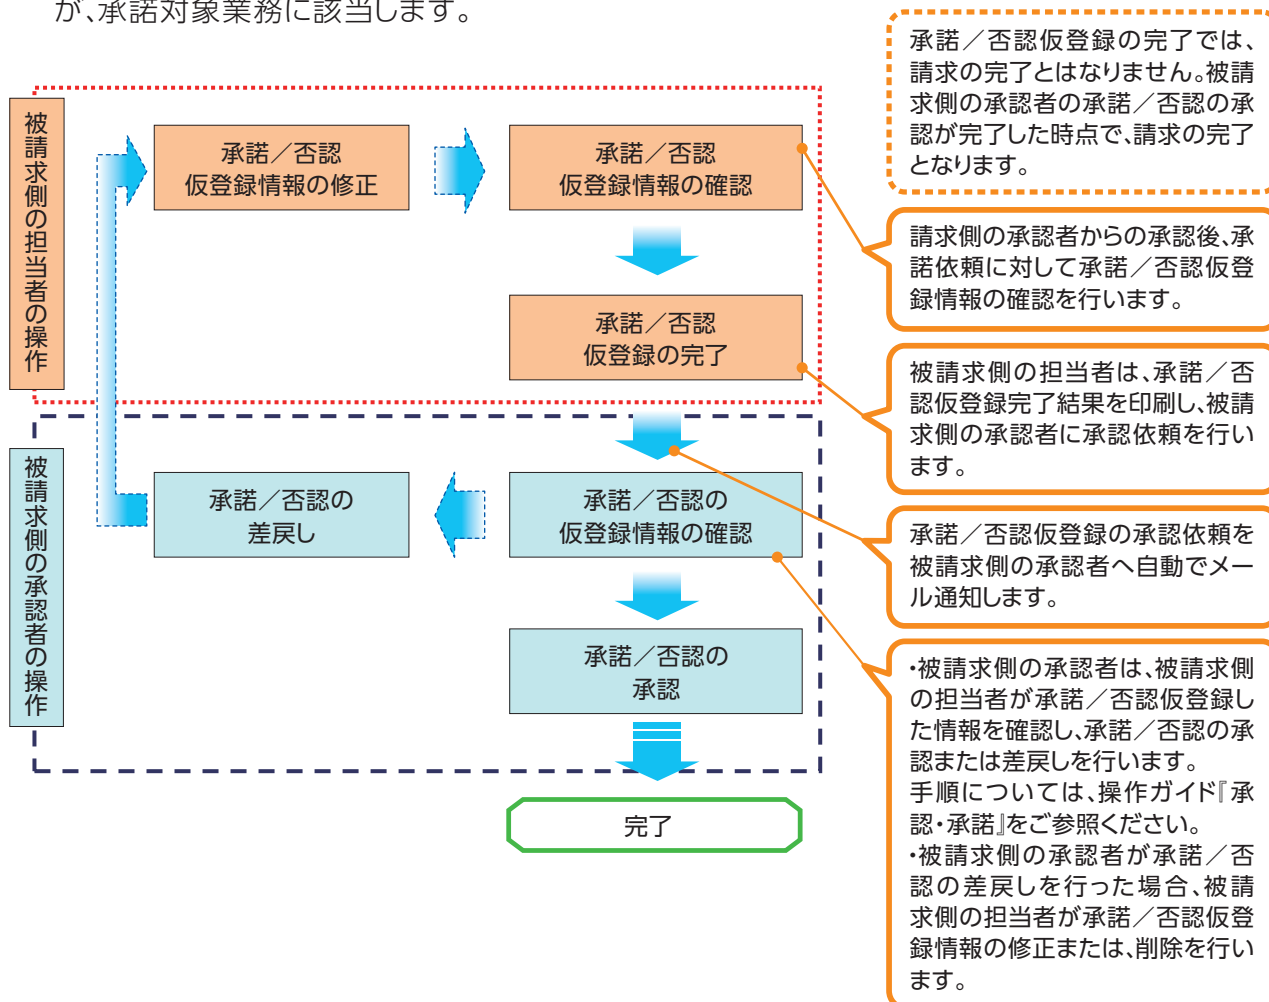 が、承諾対象業務に該当します。
被請求側の担当者の操作
承諾／否認
仮登録情報の修正
承諾／否認
仮登録情報の確認
承諾／否認
仮登録の完了
被請求側の承認者の操作
承諾／否認の
差戻し
承諾／否認の
仮登録情報の確認
承諾／否認の
承認
完了
承諾／否認仮登録の完了では、
請求の完了とはなりません。被請
求側の承認者の承諾／否認の承
認が完了した時点で、請求の完了
となります。
請求側の承認者からの承認後、承
諾依頼に対して承諾／否認仮登
録情報の確認を行います。
被請求側の担当者は、承諾／否
認仮登録完了結果を印刷し、被請
求側の承認者に承認依頼を行い
ます。
承諾／否認仮登録の承認依頼を
被請求側の承認者へ自動でメー
ル通知します。
・被請求側の承認者は、被請求側
の担当者が承諾／否認仮登録し
た情報を確認し、承諾／否認の承
認または差戻しを行います。
手順については、操作ガイド『承
認・承諾』をご参照ください。
・被請求側の承認者が承諾／否
認の差戻しを行った場合、被請
求側の担当者が承諾／否認仮登
録情報の修正または、削除を行い
ます。